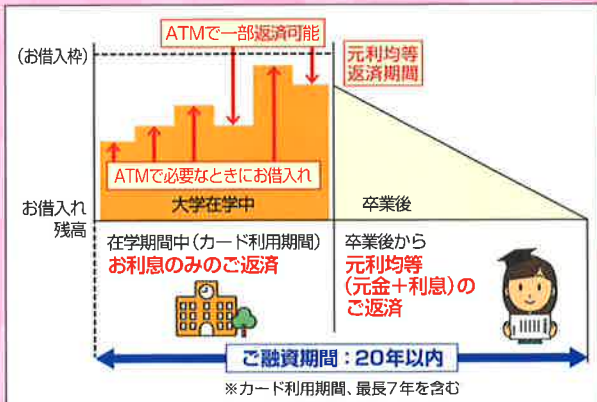 ATMで一部返済可能
(お借入枠)
元利均等
返済期間
ATMで必要なときにお借入れ
お借入れ
残高
大学在学中
卒業後
在学期間中(カード利用期間)
お利息のみのご返済
卒業後から
元利均等
(元金+利息)の
ご返済
ご融資期間:20年以内
※カード利用期間、最長7年を含む